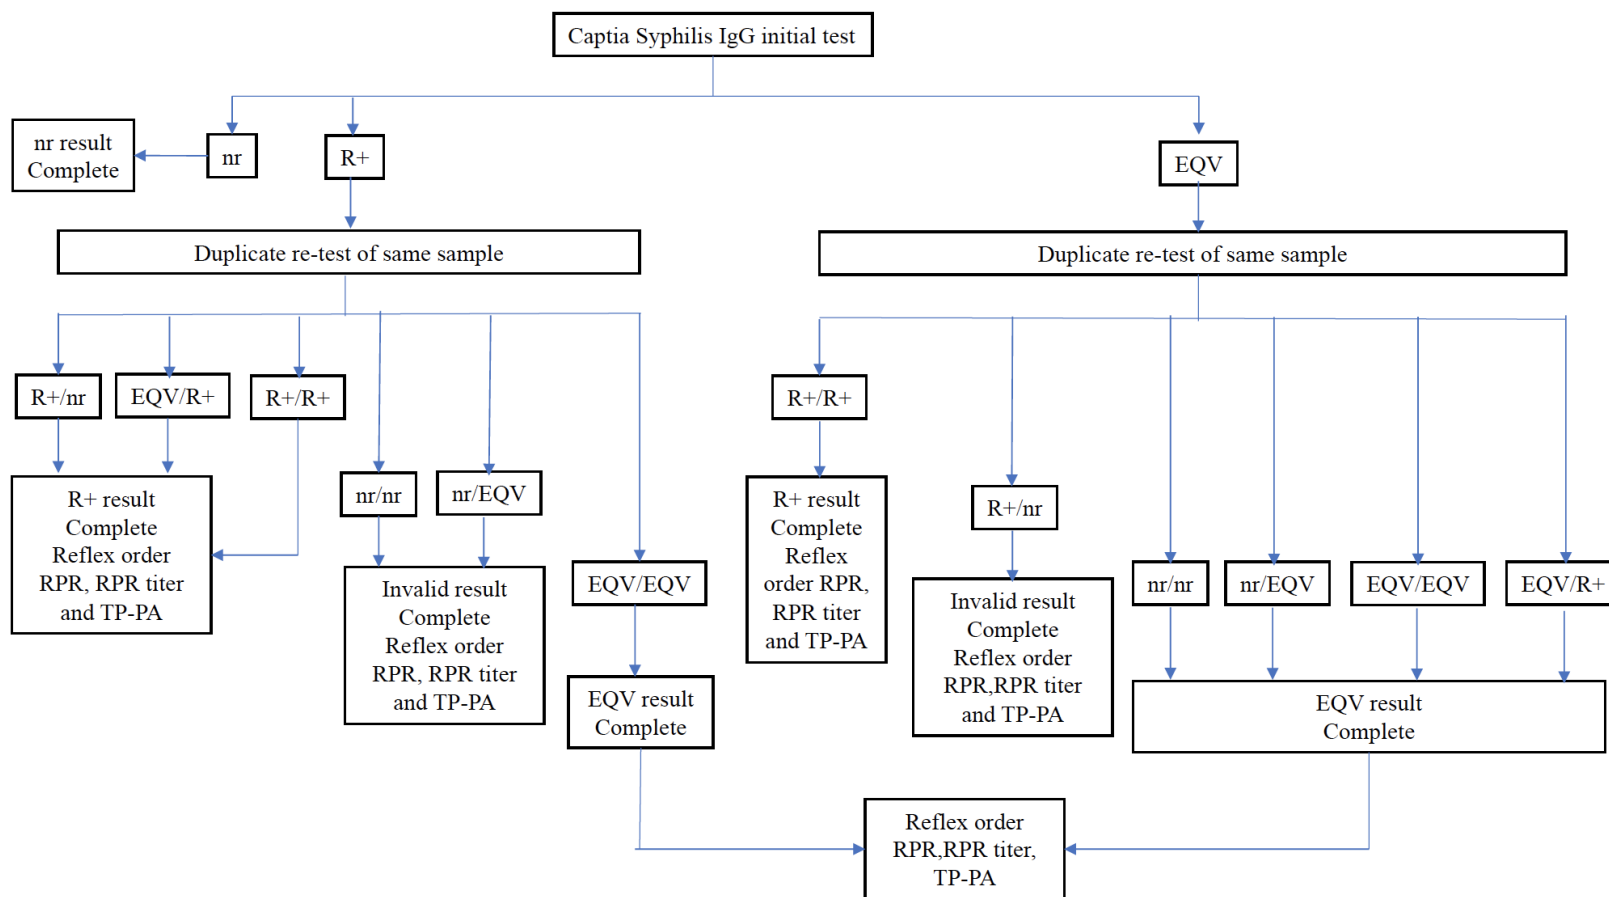 Captia Syphilis IgG initial test
nr result
Complete
nr
R+
EQV
Duplicate re-test of same sample
Duplicate re-test of same sample
R+/nr
EQV/R+
R+/R+
R+ result
Complete
Reflex order
RPR, RPR titer
and TP-PA
nr/nr
nr/EQV
Invalid result
Complete
Reflex order
RPR, RPR titer
and TP-PA
EQV/EQV
EQV result
Complete
R+/R+
R+ result
Complete
Reflex
order RPR,
RPR titer
and TP-PA
R+/nr
Invalid result
Complete
Reflex order
RPR,RPR titer
and TP-PA
nr/nr
nr/EQV
EQV/EQV
EQV/R+
EQV result
Complete
Reflex order
RPR,RPR titer,
TP-PA